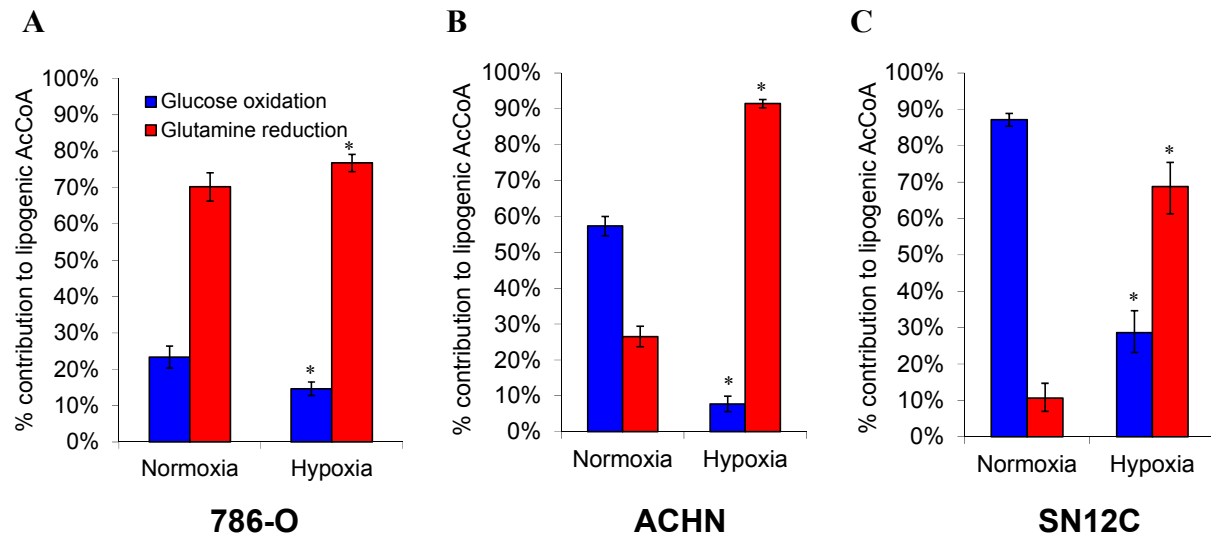 A
% contribution to lipogenic AcCoA
100%
90%
80%
70%
60%
50%
40%
30%
20%
10%
0%
Glucose oxidation
Glutamine reduction
*
*
Normoxia Hypoxia
786-O
B
% contribution to lipogenic AcCoA
100%
90%
80%
70%
60%
50%
40%
30%
20%
10%
0%
*
*
Normoxia Hypoxia
ACHN
C
% contribution to lipogenic AcCoA
100%
90%
80%
70%
60%
50%
40%
30%
20%
10%
0%
*
*
Normoxia Hypoxia
SN12C